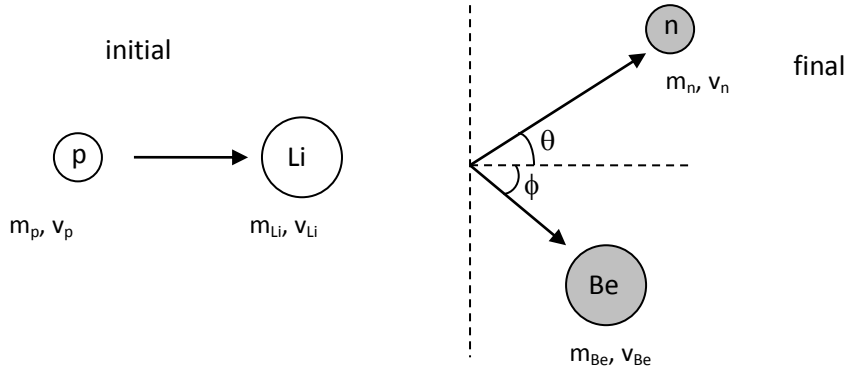 initial
p
Li
m_p, v_p
m_Li, v_Li
n
final
m_n, v_n
θ
ϕ
Be
m_Be, v_Be